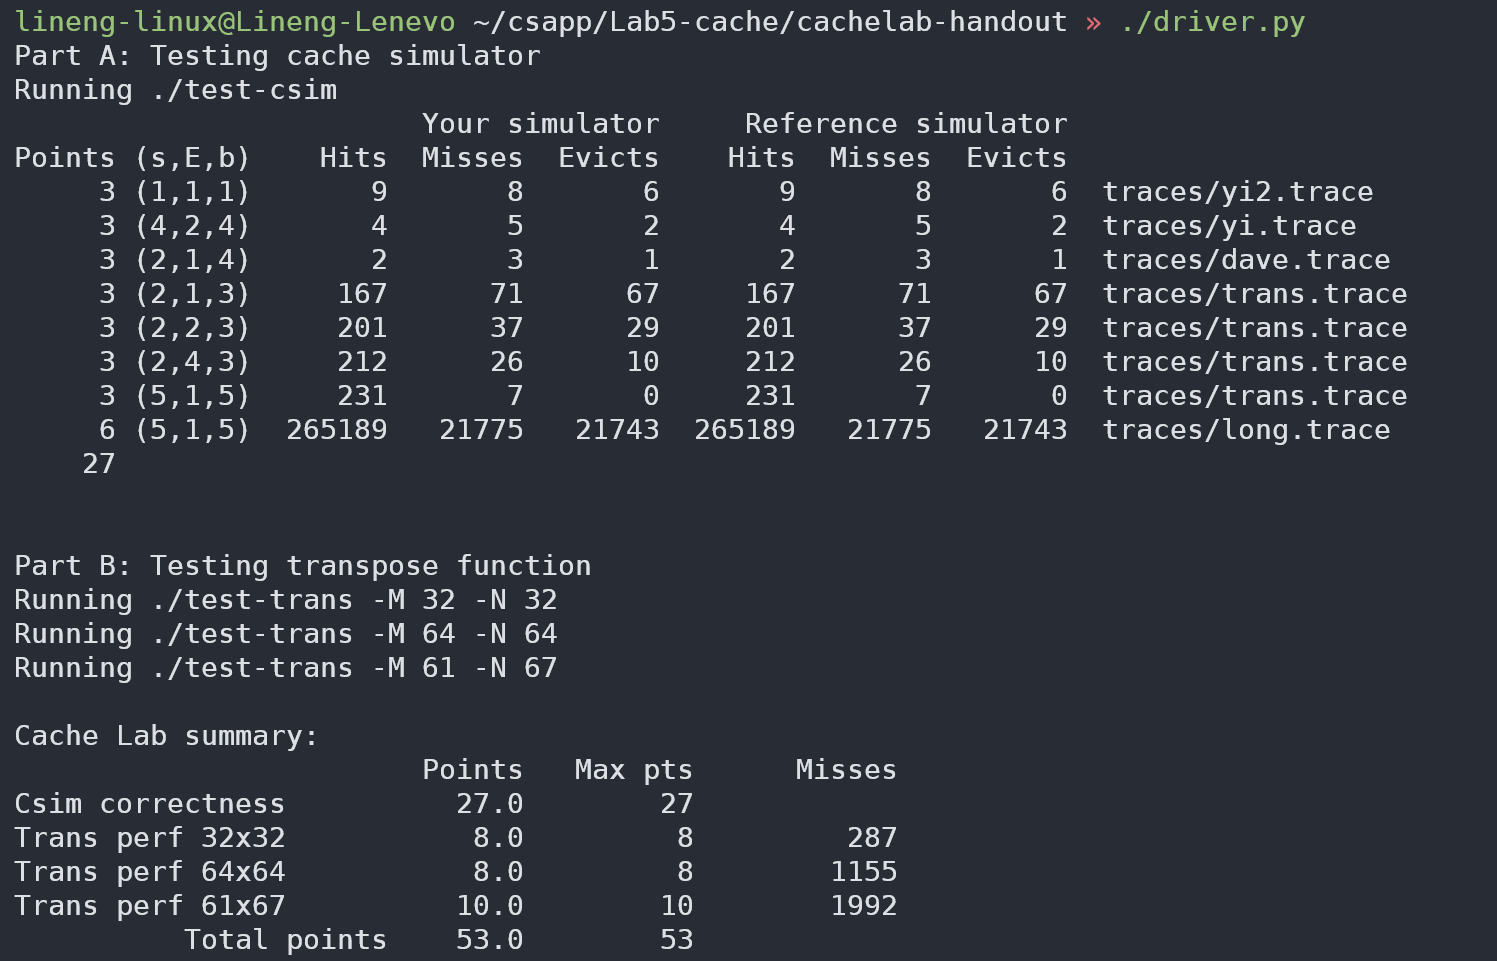 lineng-linux@Lineng-Lenevo ~/csapp/Lab5-cache/cachelab-handout » ./driver.py
Part A: Testing cache simulator
Running ./test-csim
                        Your simulator     Reference simulator
Points (s,E,b)    Hits  Misses  Evicts    Hits  Misses  Evicts
     3 (1,1,1)       9       8       6       9       8       6  traces/yi2.trace
     3 (4,2,4)       4       5       2       4       5       2  traces/yi.trace
     3 (2,1,4)       2       3       1       2       3       1  traces/dave.trace
     3 (2,1,3)     167      71      67     167      71      67  traces/trans.trace
     3 (2,2,3)     201      37      29     201      37      29  traces/trans.trace
     3 (2,4,3)     212      26      10     212      26      10  traces/trans.trace
     3 (5,1,5)     231       7       0     231       7       0  traces/trans.trace
     6 (5,1,5)  265189   21775   21743  265189   21775   21743  traces/long.trace
    27
Part B: Testing transpose function
Running ./test-trans -M 32 -N 32
Running ./test-trans -M 64 -N 64
Running ./test-trans -M 61 -N 67
Cache Lab summary:
                        Points   Max pts      Misses
Csim correctness          27.0        27
Trans perf 32x32           8.0         8         287
Trans perf 64x64           8.0         8        1155
Trans perf 61x67          10.0        10        1992
          Total points    53.0        53